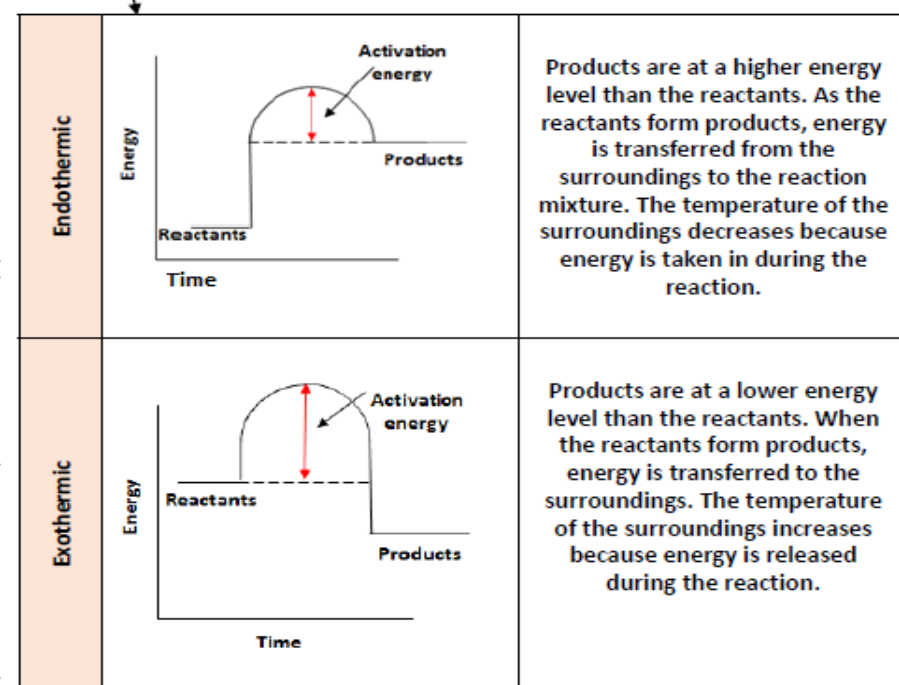 Endothermic
Energy
Activation
energy
Products
Reactants
Time
Products are at a higher energy
level than the reactants. As the
reactants form products, energy
is transferred from the
surroundings to the reaction
mixture. The temperature of the
surroundings decreases because
energy is taken in during the
reaction.
Exothermic
Energy
Activation
energy
Reactants
Products
Time
Products are at a lower energy
level than the reactants. When
the reactants form products,
energy is transferred to the
surroundings. The temperature
of the surroundings increases
because energy is released
during the reaction.